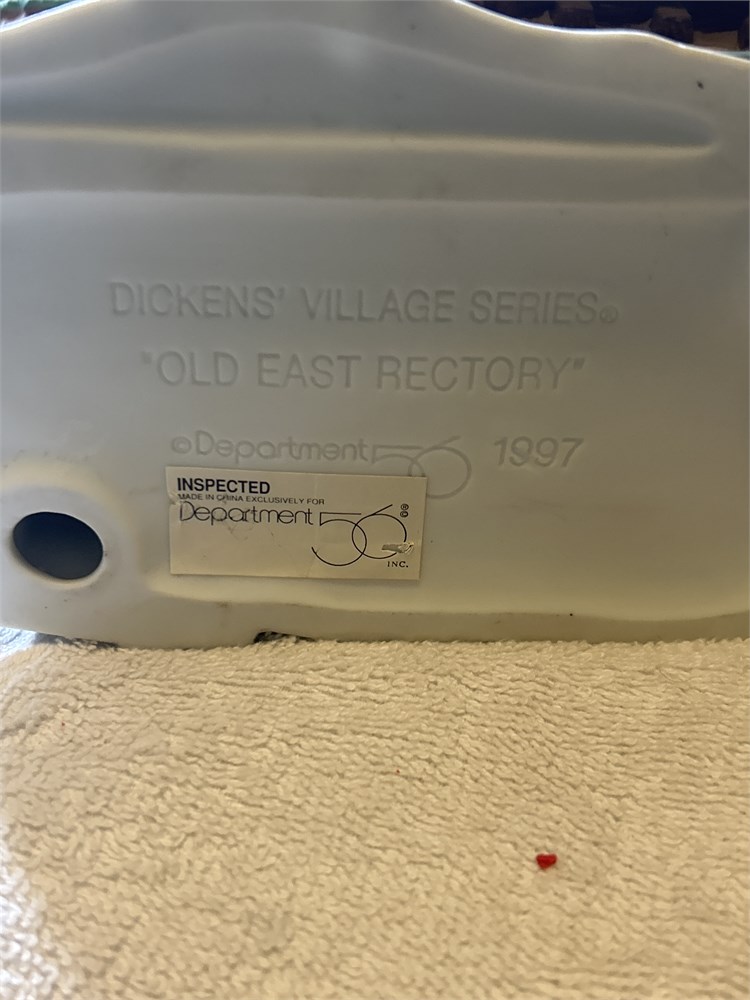 DICKENS' VILLAGE SERIES®
"OLD EAST RECTORY"
©Department 56 1997
INSPECTED
MADE IN CHINA EXCLUSIVELY FOR
Department 56 ®
INC.